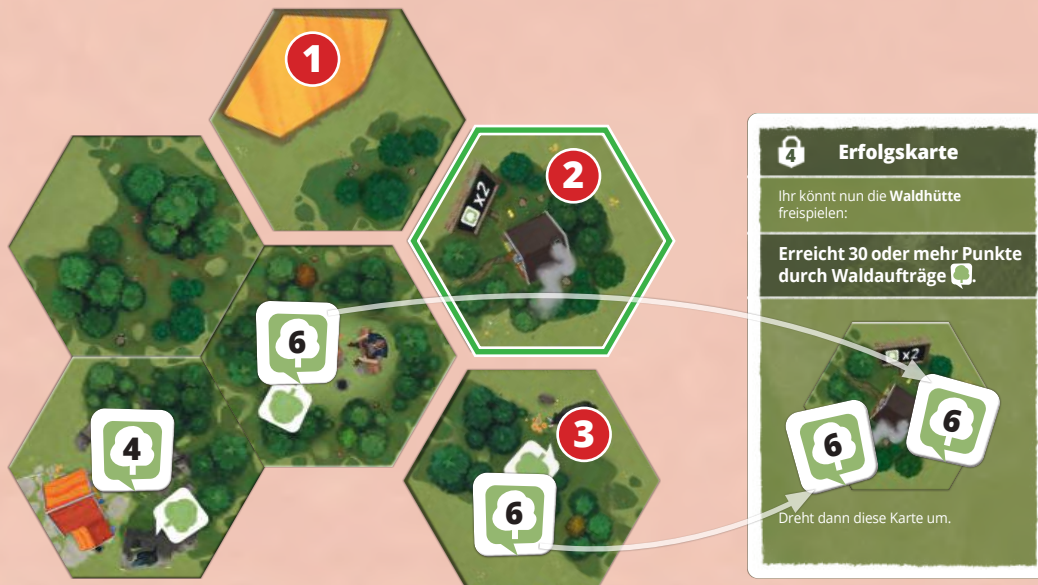 1
2
x2
6
4
3
6
4 Erfolgskarte
Ihr könnt nun die Waldhütte
freispielen:
Erreicht 30 oder mehr Punkte
durch Waldaufträge.
x2
6
6
Dreht dann diese Karte um.